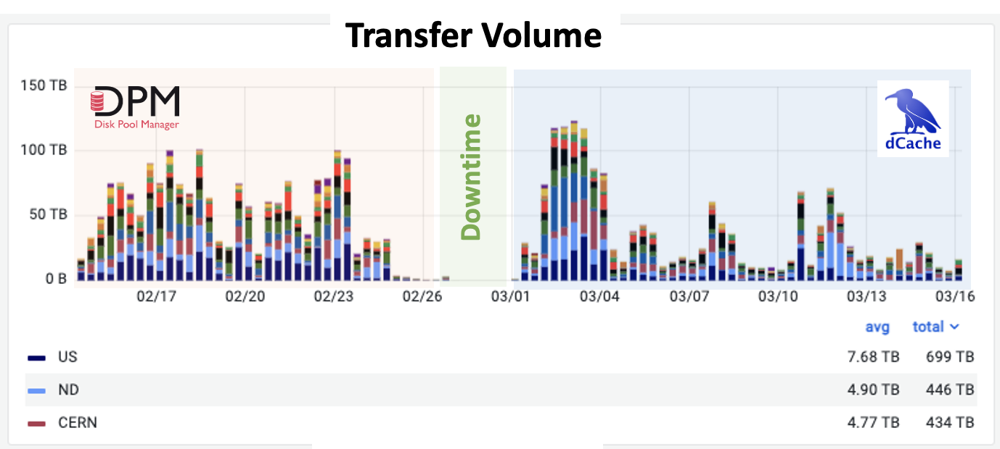 Transfer Volume
150 TB
100 TB
50 TB
0 B
DPM
Disk Pool Manager
Downtime
dCache
02/17 02/20 02/23 02/26 03/01 03/04 03/07 03/10 03/13 03/16
avg total
US 7.68 TB 699 TB
ND 4.90 TB 446 TB
CERN 4.77 TB 434 TB